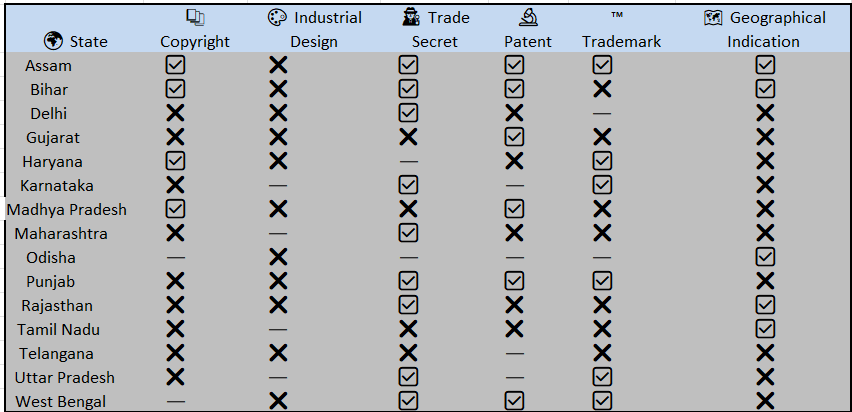 Industrial Trade ™ Geographical
State Copyright Design Secret Patent Trademark Indication
Assam ☑ ✕ ☑ ☑ ☑ ☑
Bihar ☑ ✕ ☑ ☑ ✕ ☑
Delhi ✕ ✕ ☑ ✕ — ✕
Gujarat ✕ ✕ ✕ ☑ ✕ ✕
Haryana ☑ ✕ — ✕ ☑ ✕
Karnataka ✕ — ☑ — ☑ ✕
Madhya Pradesh ☑ ✕ ✕ ☑ ✕ ✕
Maharashtra ✕ — ☑ ✕ ✕ ✕
Odisha — ✕ — — — ☑
Punjab ✕ ✕ ☑ ☑ ☑ ✕
Rajasthan ✕ ✕ ☑ ✕ ✕ ☑
Tamil Nadu ✕ — ✕ ✕ ✕ ☑
Telangana ✕ ✕ ✕ — ✕ ✕
Uttar Pradesh ✕ — ☑ — ☑ ✕
West Bengal — ✕ ☑ ☑ ☑ ✕